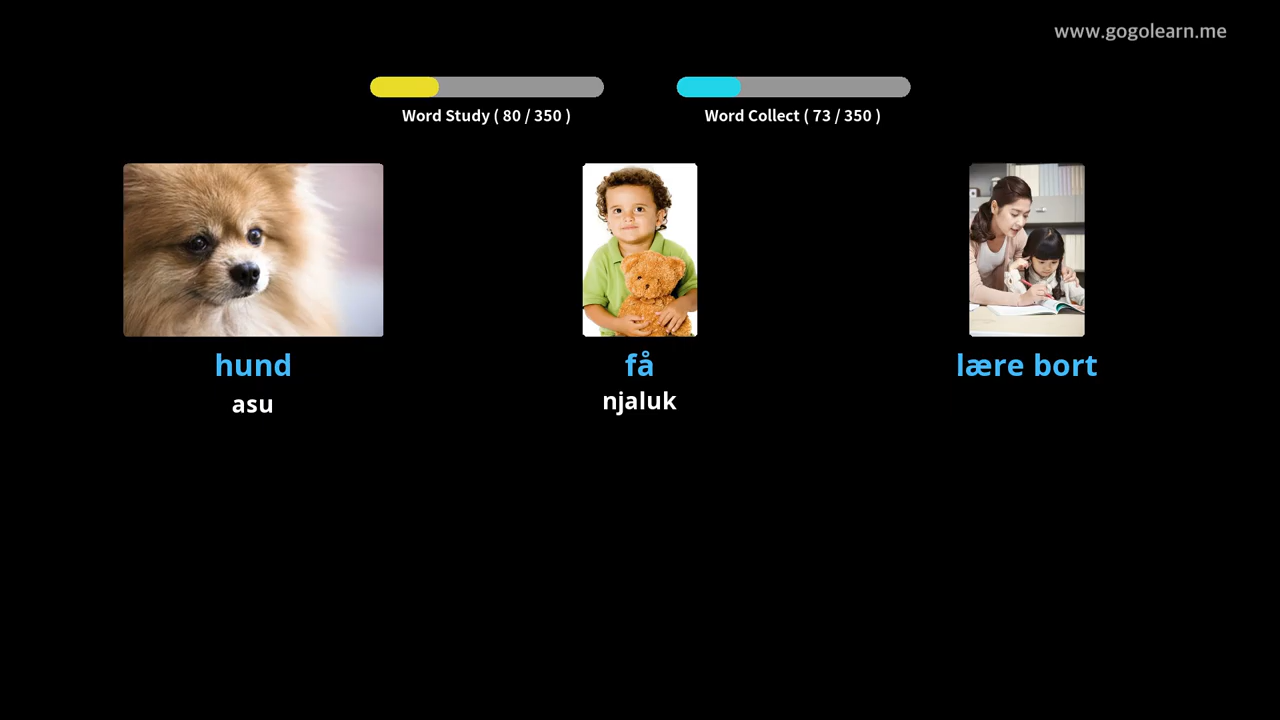 www.gogolearn.me
Word Study ( 80 / 350 )
Word Collect ( 73 / 350 )
hund
asu
få
njaluk
lære bort